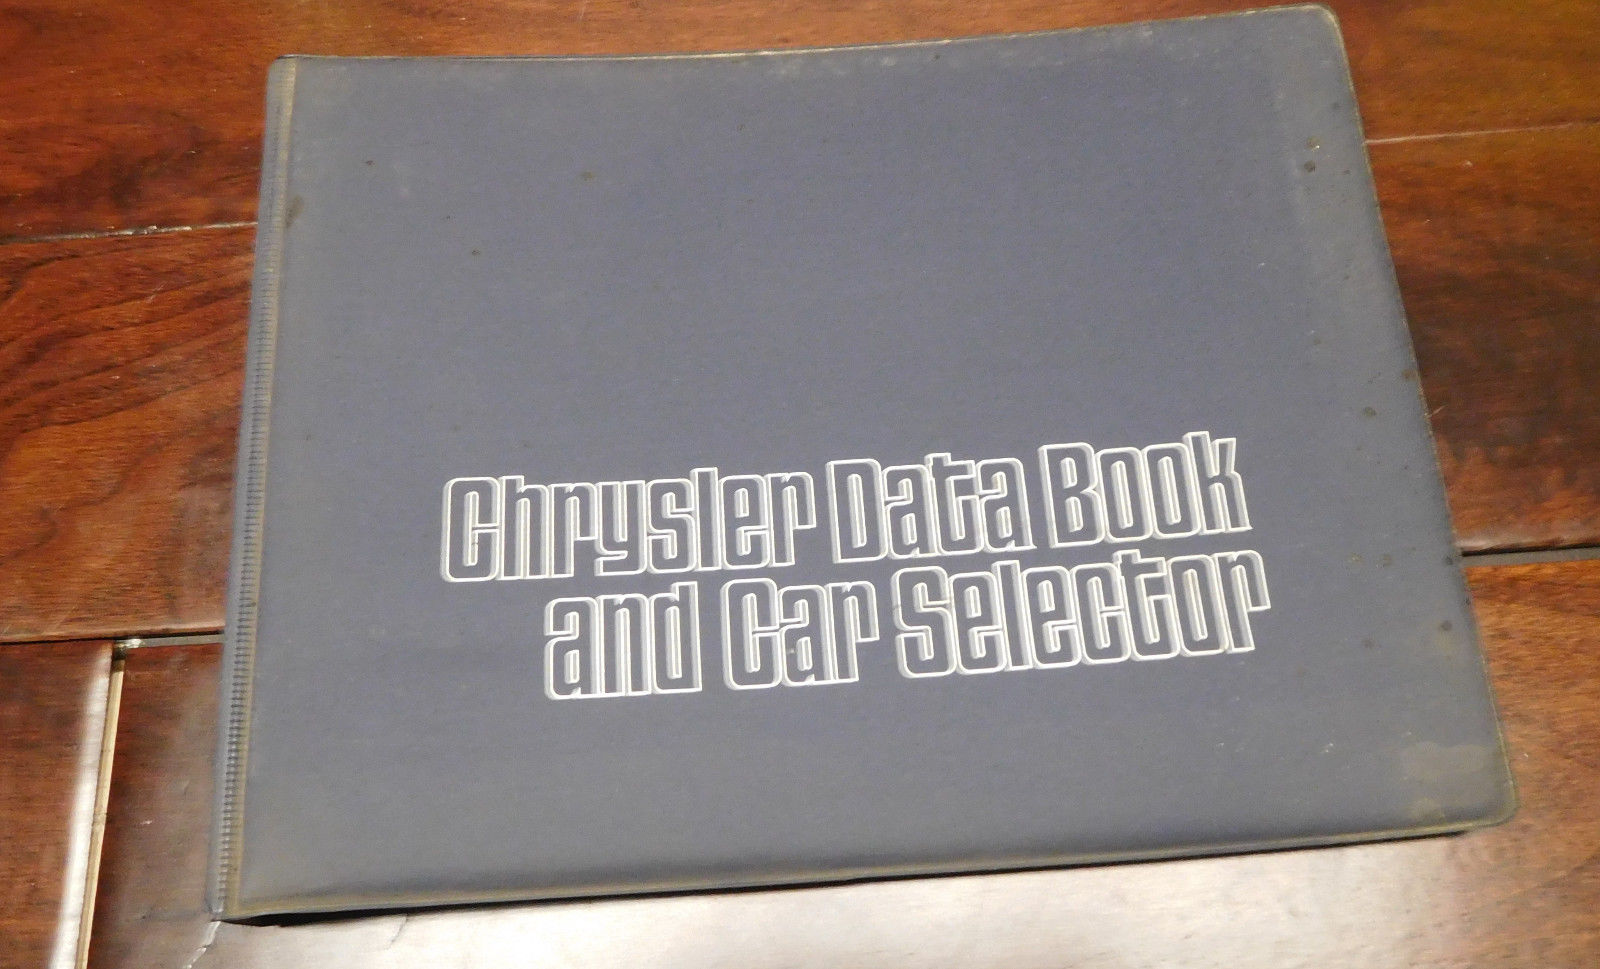 Chrysler Data Book
and Car Selector